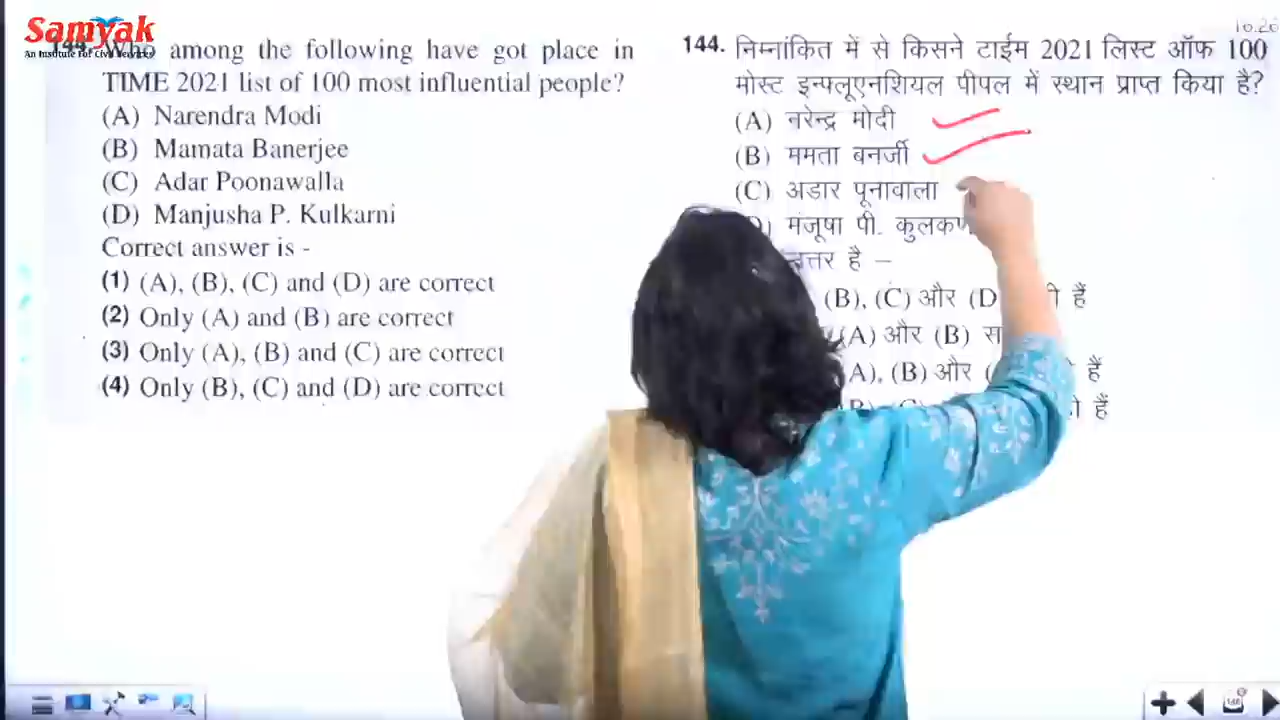 Samyak
An Institute For Civil Services
among the following have got place in
TIME 2021 list of 100 most influential people?
(A) Narendra Modi
(B) Mamata Banerjee
(C) Adar Poonawalla
(D) Manjusha P. Kulkarni
Correct answer is -
(1) (A), (B), (C) and (D) are correct
(2) Only (A) and (B) are correct
(3) Only (A), (B) and (C) are correct
(4) Only (B), (C) and (D) are correct
144. निम्नांकित में से किसने टाईम 2021 लिस्ट ऑफ 100
मोस्ट इन्फ्लूएनशियल पीपल में स्थान प्राप्त किया है?
(A) नरेन्द्र मोदी
(B) ममता बनर्जी
(C) अडार पूनावाला
मंजूषा पी.
है –
(B), (C) और (D हैं
(A) और (B)
(A), (B) और हैं
हैं